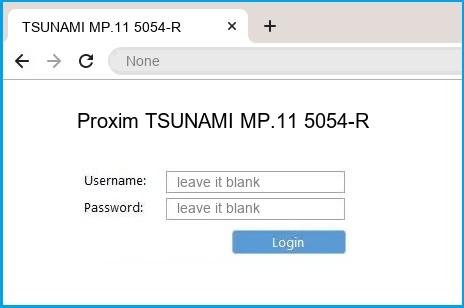 TSUNAMI MP.11 5054-R
None
Proxim TSUNAMI MP.11 5054-R
Username: leave it blank
Password: leave it blank
Login